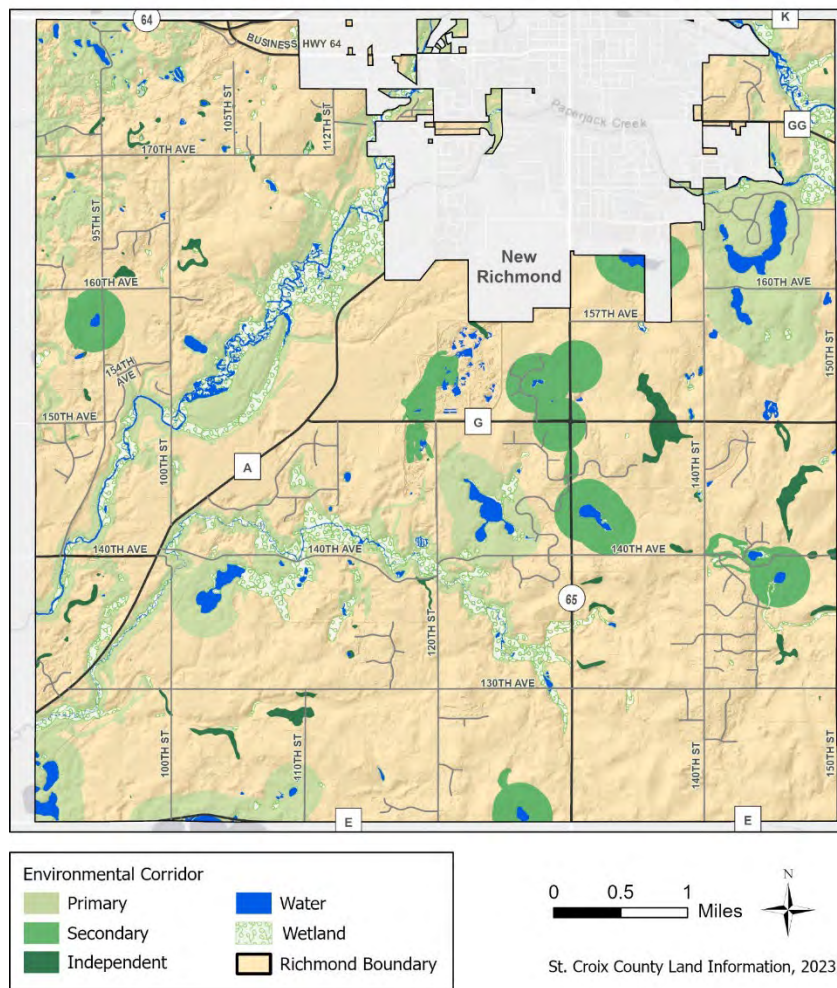 64
K
BUSINESS HWY 64
105TH ST
112TH ST
Paperjack Creek
GG
170TH AVE
95TH ST
New
Richmond
160TH AVE
160TH AVE
157TH AVE
150TH ST
154TH
AVE
150TH AVE
G
100TH ST
A
140TH ST
140TH AVE
140TH AVE
140TH AVE
65
120TH ST
130TH AVE
100TH ST
110TH ST
140TH ST
150TH ST
E
E
Environmental Corridor
Primary
Secondary
Independent
Water
Wetland
Richmond Boundary
0 0.5 1
Miles
N
St. Croix County Land Information, 2023